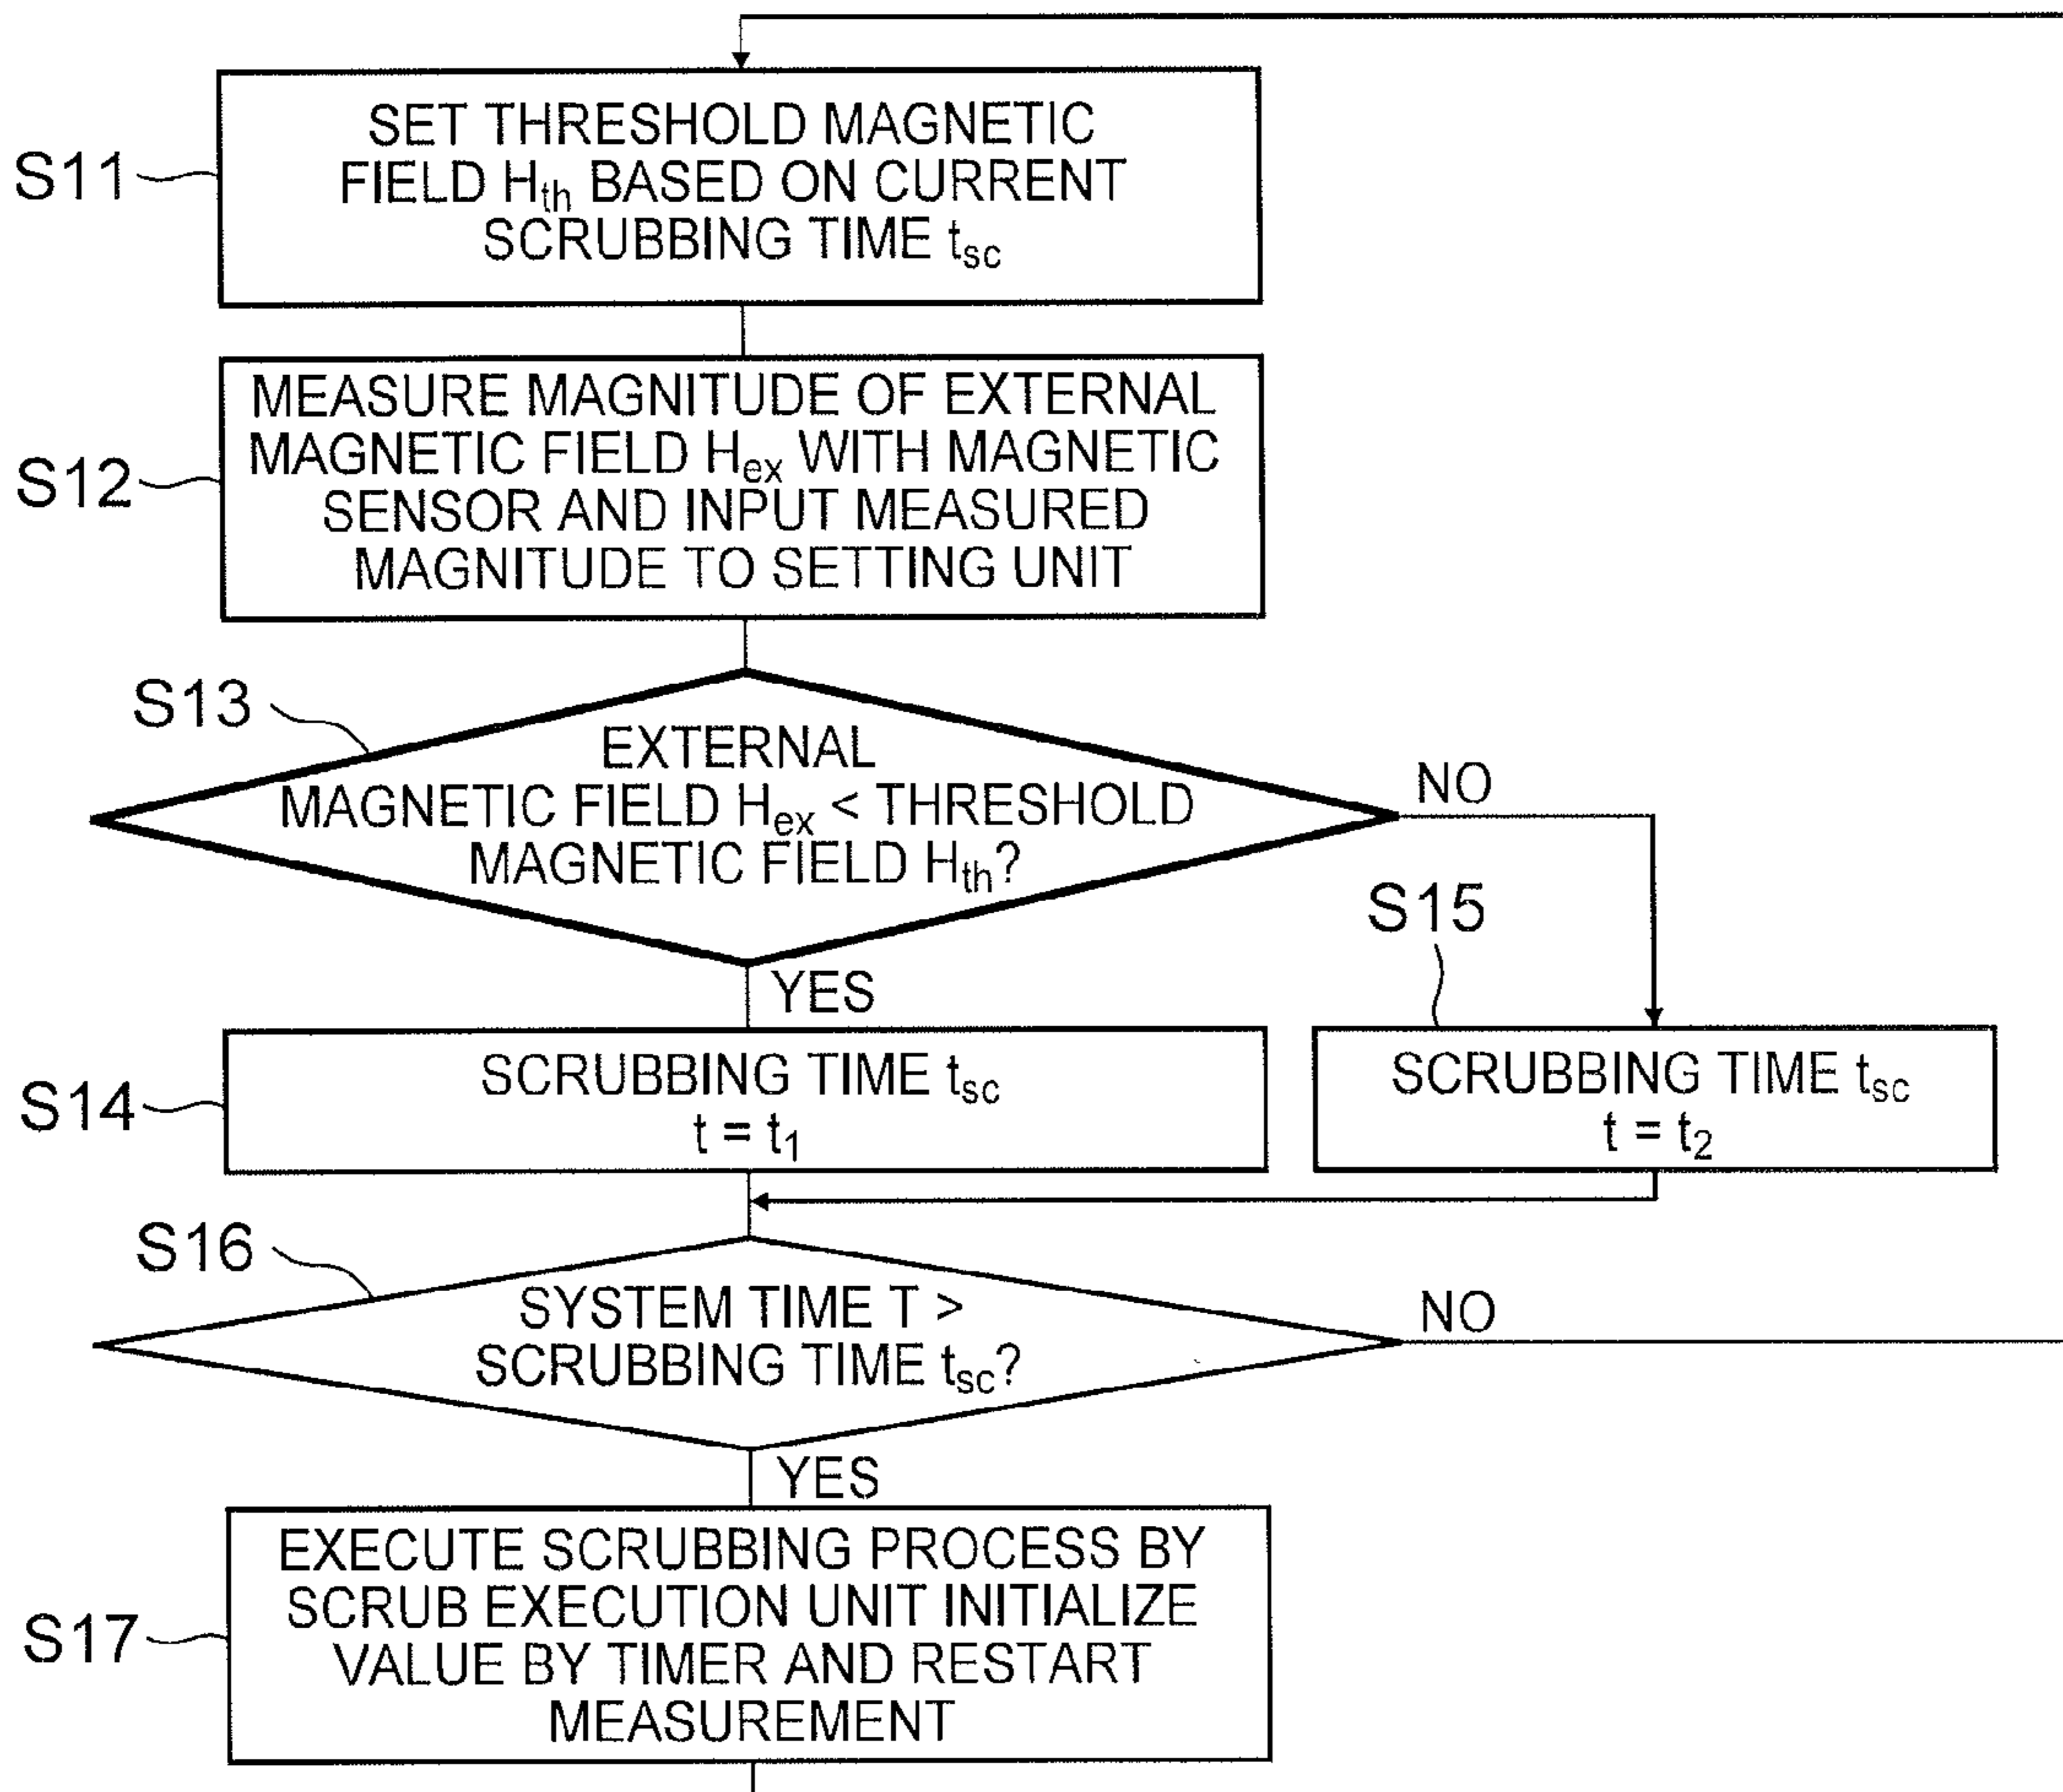 S11
SET THRESHOLD MAGNETIC
FIELD Hth BASED ON CURRENT
SCRUBBING TIME tsc
S12
MEASURE MAGNITUDE OF EXTERNAL
MAGNETIC FIELD Hex WITH MAGNETIC
SENSOR AND INPUT MEASURED
MAGNITUDE TO SETTING UNIT
S13
EXTERNAL
MAGNETIC FIELD Hex < THRESHOLD
MAGNETIC FIELD Hth?
NO
YES
S14
SCRUBBING TIME tsc
t = t1
S15
SCRUBBING TIME tsc
t = t2
S16
SYSTEM TIME T >
SCRUBBING TIME tsc?
NO
YES
S17
EXECUTE SCRUBBING PROCESS BY
SCRUB EXECUTION UNIT INITIALIZE
VALUE BY TIMER AND RESTART
MEASUREMENT